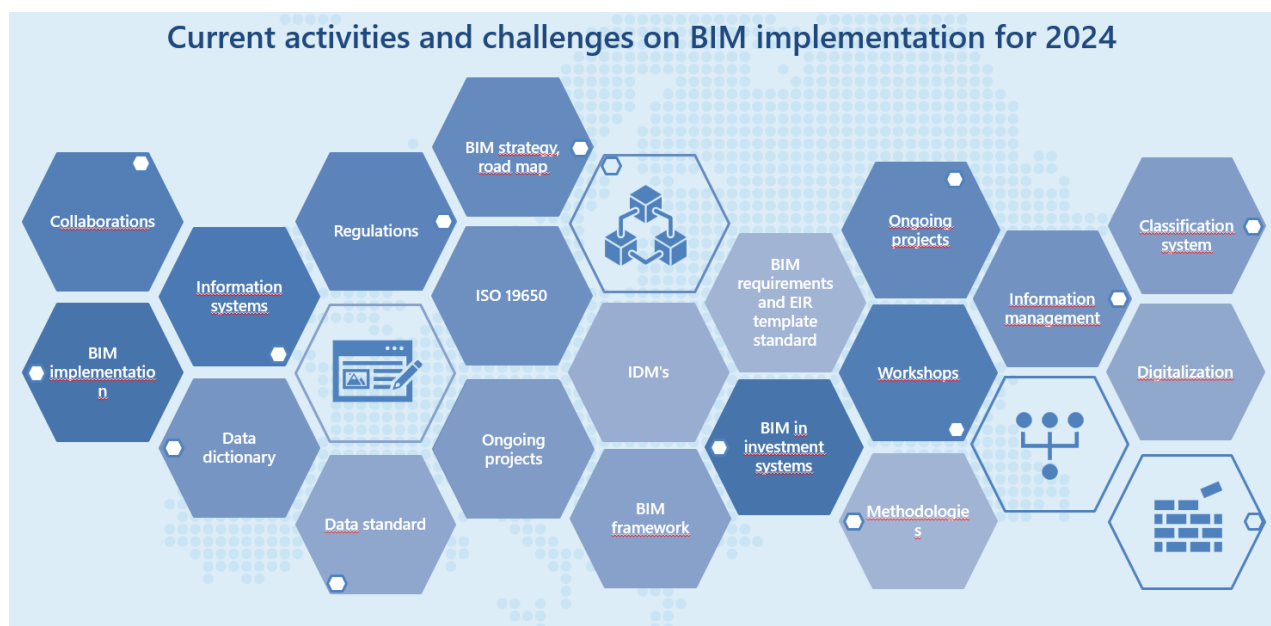 Current activities and challenges on BIM implementation for 2024
Collaborations
BIM
implementatio
n
Information
systems
Data
dictionary
Regulations
Data standard
BIM strategy,
road map
ISO 19650
Ongoing
projects
IDM's
BIM
framework
BIM
requirements
and EIR
template
standard
BIM in
investment
systems
Ongoing
projects
Workshops
Methodologie
s
Information
management
Classification
system
Digitalization